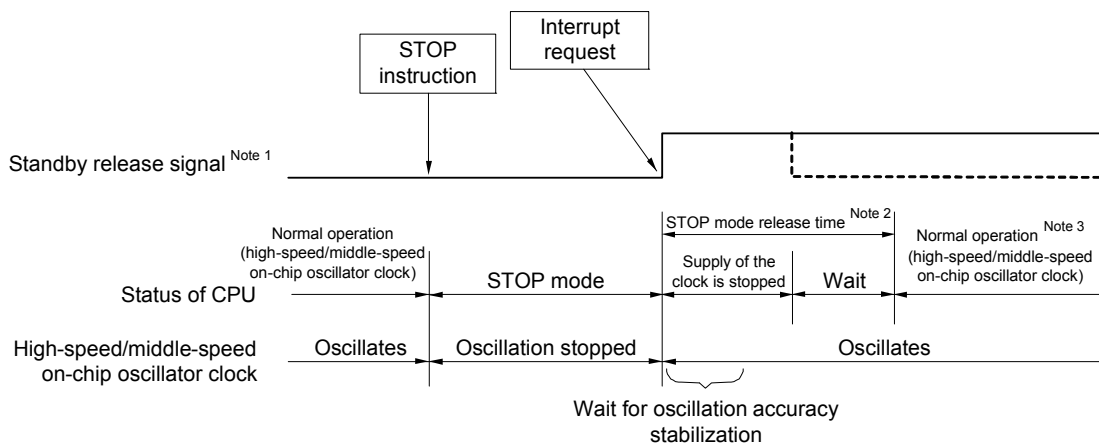 STOP
instruction
Interrupt
request
Standby release signal Note 1
STOP mode release time Note 2
Normal operation
(high-speed/middle-speed
on-chip oscillator clock)
Normal operation Note 3
(high-speed/middle-speed
on-chip oscillator clock)
Supply of the
clock is stopped
Status of CPU
STOP mode
Wait
High-speed/middle-speed
on-chip oscillator clock
Oscillates
Oscillation stopped
Oscillates
Wait for oscillation accuracy
stabilization